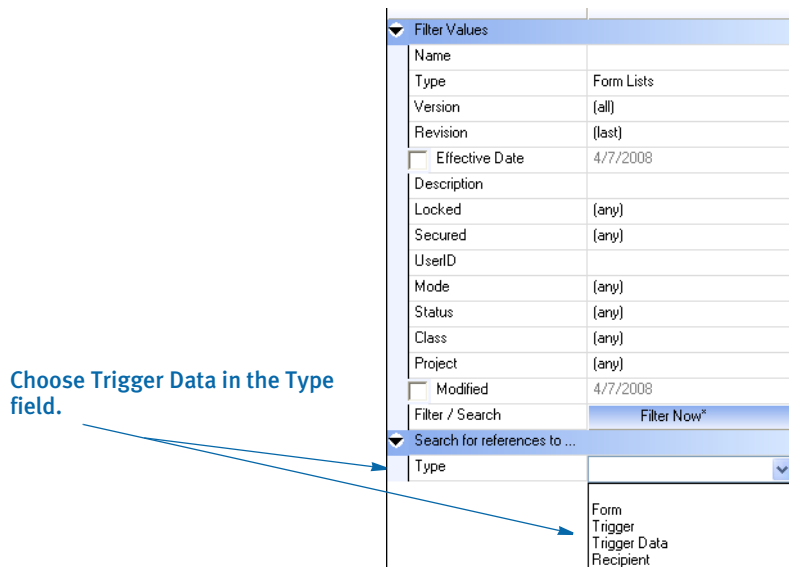 Filter Values
Name
Type Form Lists
Version (all)
Revision (last)
Effective Date 4/7/2008
Description
Locked (any)
Secured (any)
UserID
Mode (any)
Status (any)
Class (any)
Project (any)
Modified 4/7/2008
Filter / Search Filter Now*
Search for references to ...
Type
Form
Trigger
Trigger Data
Recipient
Choose Trigger Data in the Type
field.